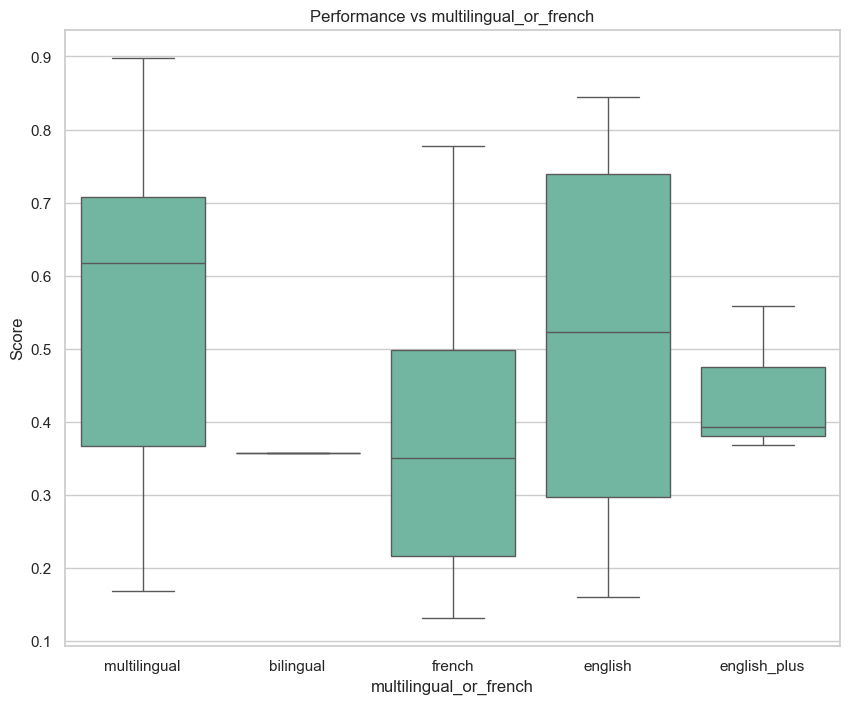 Performance vs multilingual_or_french
Score
0.9
0.8
0.7
0.6
0.5
0.4
0.3
0.2
0.1
multilingual bilingual french english english_plus
multilingual_or_french